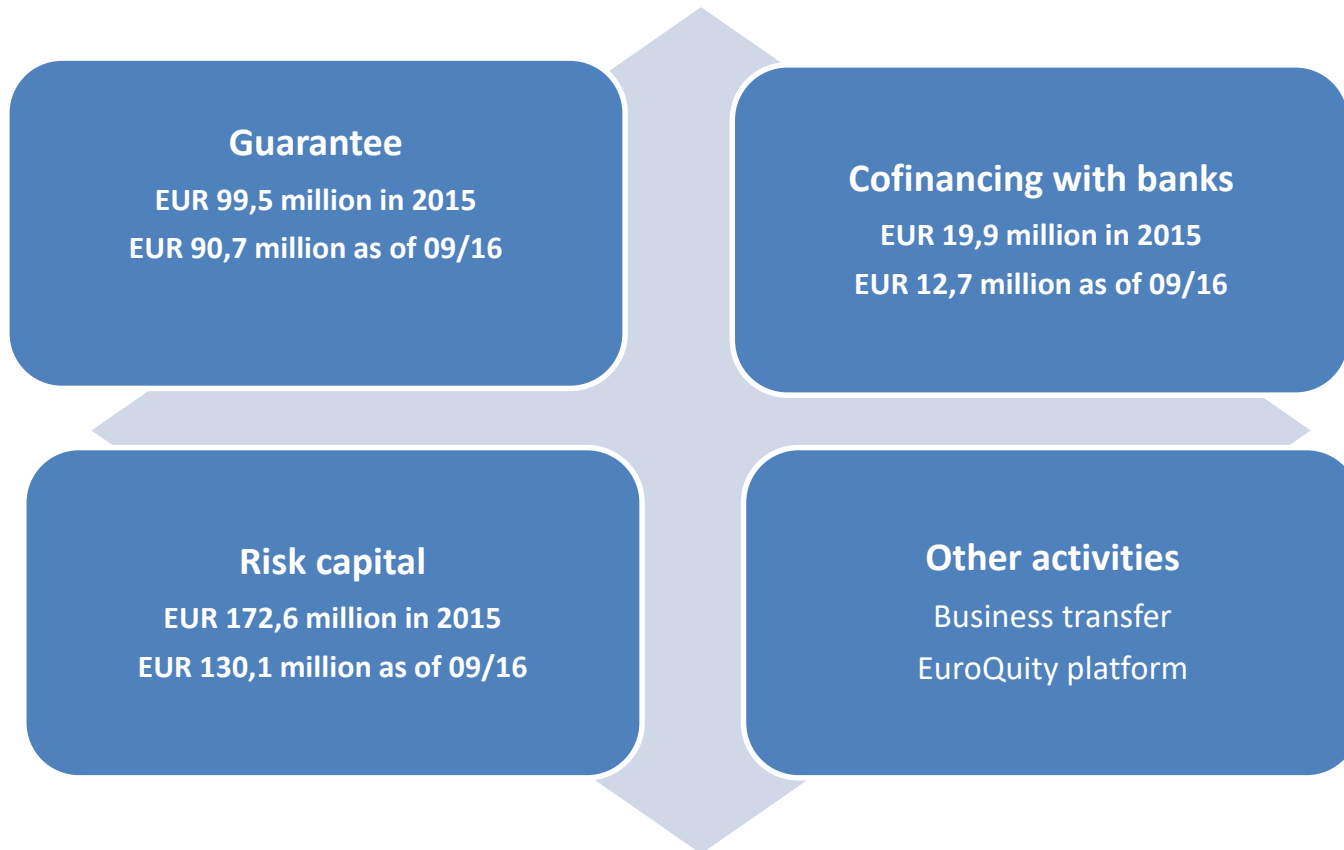 Guarantee
EUR 99,5 million in 2015
EUR 90,7 million as of 09/16
Cofinancing with banks
EUR 19,9 million in 2015
EUR 12,7 million as of 09/16
Risk capital
EUR 172,6 million in 2015
EUR 130,1 million as of 09/16
Other activities
Business transfer
EuroQuity platform